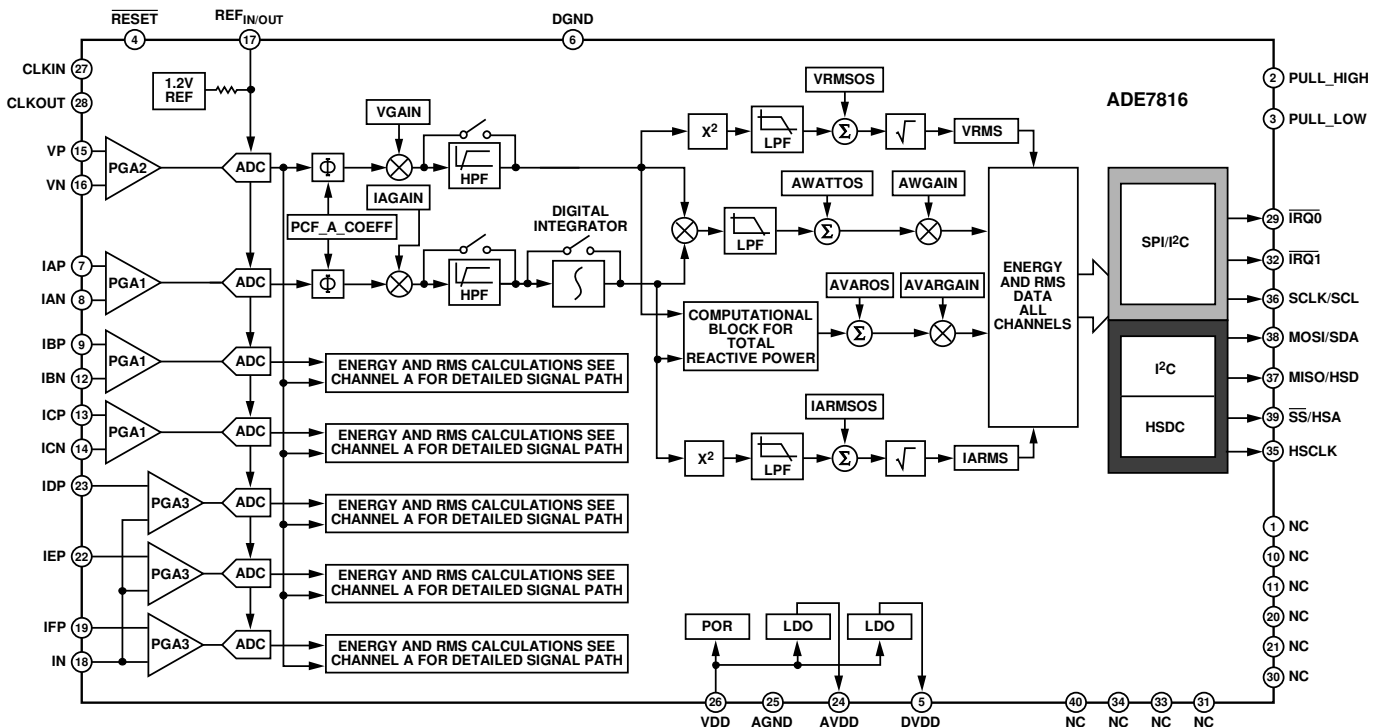 RESET
REF IN/OUT
DGND
4
17
6
CLKIN
27
CLKOUT
28
1.2V
REF
VP
15
VN
16
PGA2
ADC
Φ
VGAIN
HPF
IAGAIN
PCF_A_COEFF
DIGITAL
INTEGRATOR
IAP
7
IAN
8
PGA1
ADC
Φ
HPF
∫
X²
LPF
VRMSOS
Σ
√
VRMS
LPF
AWATTOS
Σ
AWGAIN
COMPUTATIONAL
BLOCK FOR
TOTAL
REACTIVE POWER
AVAROS
Σ
AVARGAIN
X²
LPF
IARMSOS
Σ
√
IARMS
ENERGY
AND RMS
DATA
ALL
CHANNELS
ADE7816
SPI/I²C
I²C
HSDC
2
PULL_HIGH
3
PULL_LOW
29
IRQ0
32
IRQ1
36
SCLK/SCL
38
MOSI/SDA
37
MISO/HSD
39
SS/HSA
35
HSCLK
1
NC
10
NC
11
NC
20
NC
21
NC
30
NC
IBP
9
IBN
12
PGA1
ADC
ENERGY AND RMS CALCULATIONS SEE
CHANNEL A FOR DETAILED SIGNAL PATH
ICP
13
ICN
14
PGA1
ADC
ENERGY AND RMS CALCULATIONS SEE
CHANNEL A FOR DETAILED SIGNAL PATH
IDP
23
PGA3
ADC
ENERGY AND RMS CALCULATIONS SEE
CHANNEL A FOR DETAILED SIGNAL PATH
IEP
22
PGA3
ADC
ENERGY AND RMS CALCULATIONS SEE
CHANNEL A FOR DETAILED SIGNAL PATH
IFP
19
IN
18
PGA3
ADC
ENERGY AND RMS CALCULATIONS SEE
CHANNEL A FOR DETAILED SIGNAL PATH
POR
LDO
LDO
26
25
24
5
40
34
33
31
VDD
AGND
AVDD
DVDD
NC
NC
NC
NC